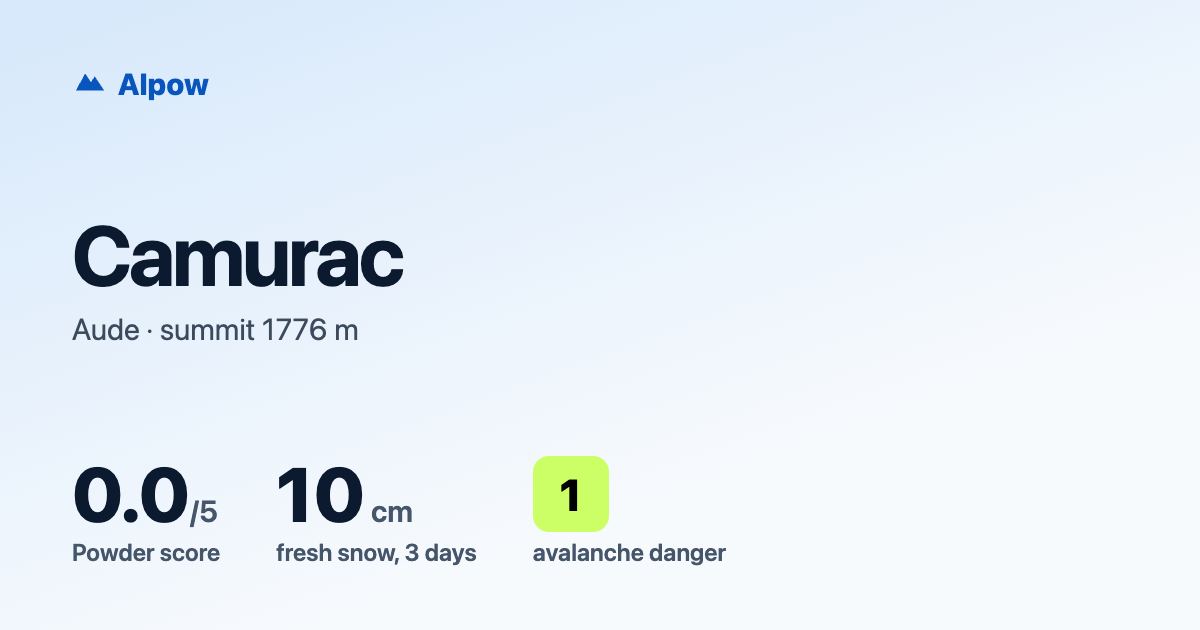 Alpow
Camurac
Aude · summit 1776 m
0.0/5
Powder score
10 cm
fresh snow, 3 days
1
avalanche danger